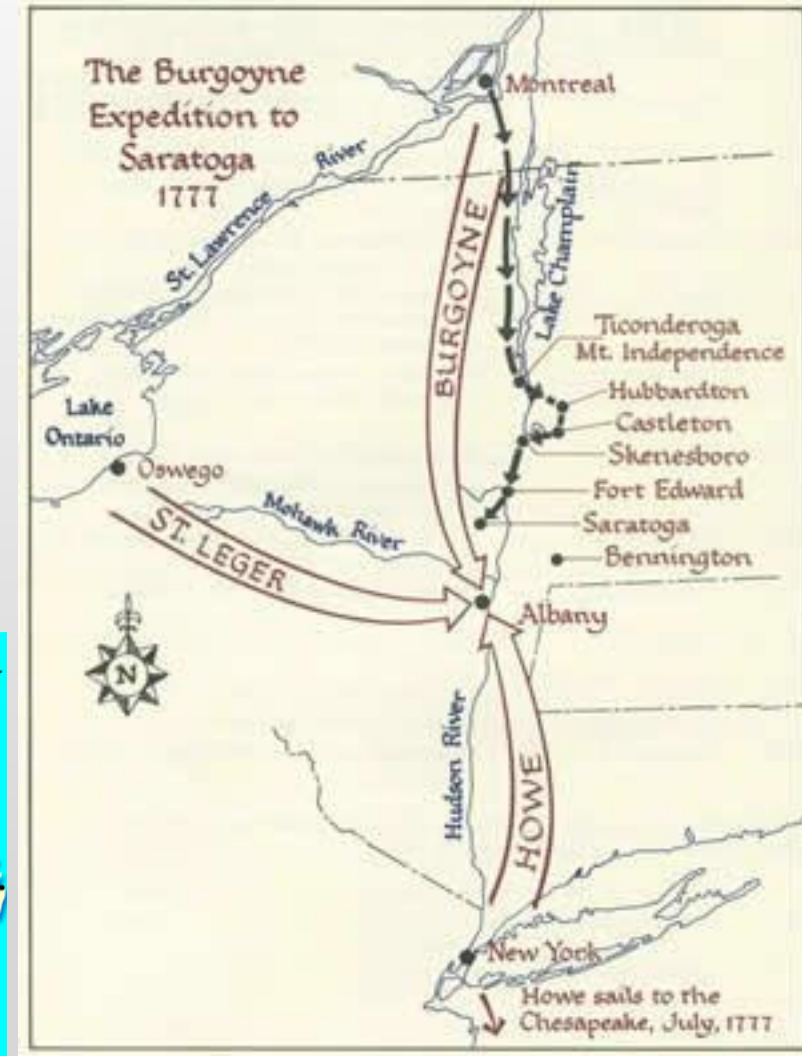 The Burgoyne
Expedition to
Saratoga
1777
Montreal
St. Lawrence River
Lake Champlain
BURGOYNE
Ticonderoga
Mt. Independence
Hubbardton
Castleton
Skenesboro
Fort Edward
Saratoga
Bennington
Lake
Ontario
Oswego
Mohawk River
ST. LEGER
Albany
N
Hudson River
HOWE
New York
Howe sails to the
Chesapeake, July, 1777